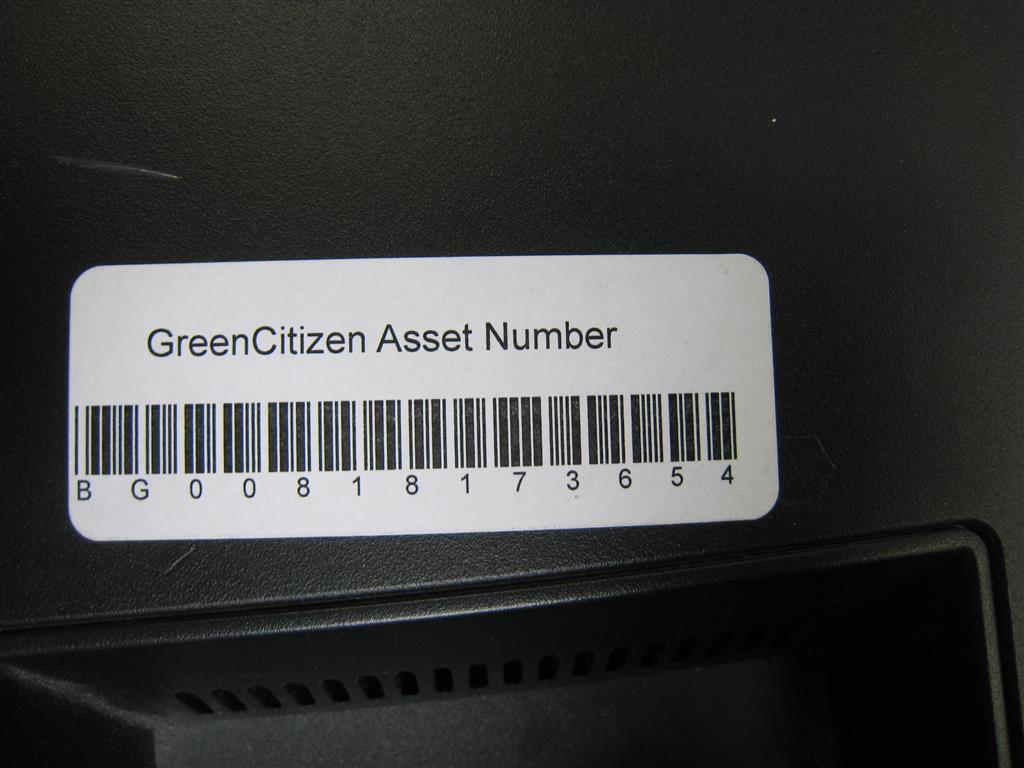 GreenCitizen Asset Number
B G 0 0 8 1 8 1 7 3 6 5 4